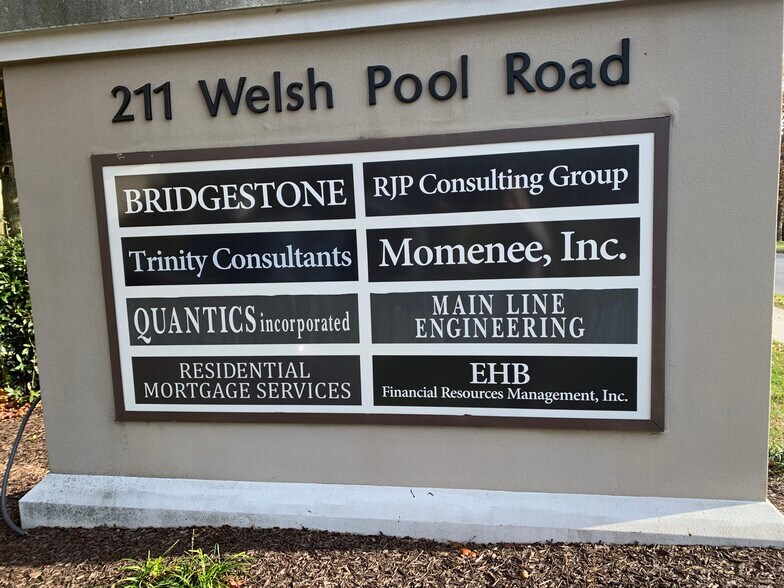 211 Welsh Pool Road
BRIDGESTONE
RJP Consulting Group
Trinity Consultants
Momenee, Inc.
QUANTICS incorporated
MAIN LINE
ENGINEERING
RESIDENTIAL
MORTGAGE SERVICES
EHB
Financial Resources Management, Inc.